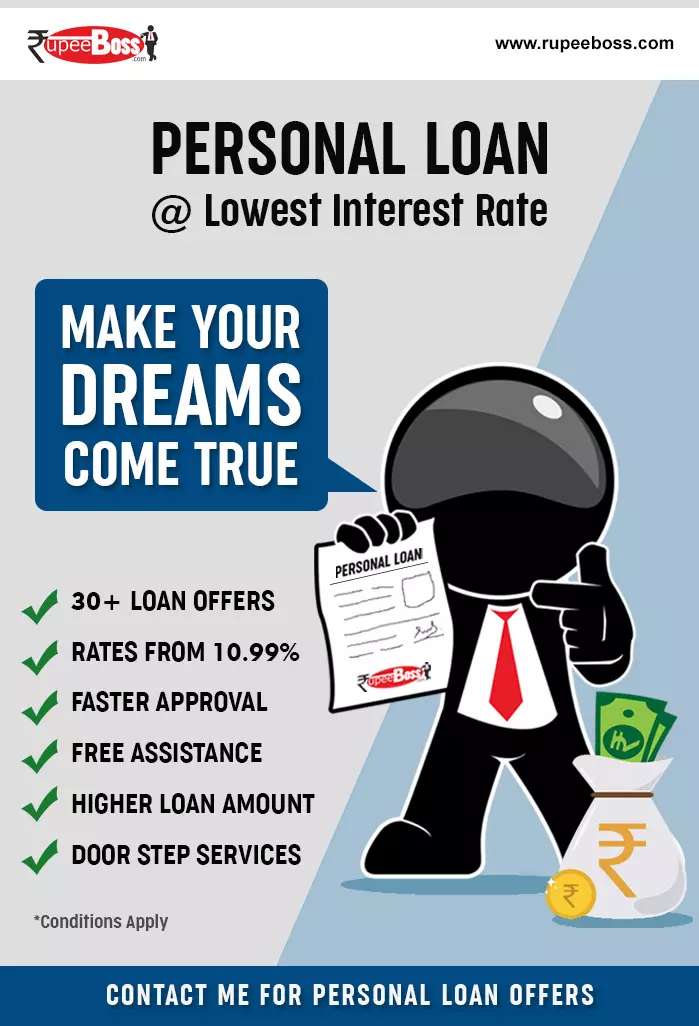 ₹upeeBoss.com
www.rupeeboss.com
PERSONAL LOAN
@ Lowest Interest Rate
MAKE YOUR
DREAMS
COME TRUE
PERSONAL LOAN
₹upeeBoss
30+ LOAN OFFERS
RATES FROM 10.99%
FASTER APPROVAL
FREE ASSISTANCE
HIGHER LOAN AMOUNT
DOOR STEP SERVICES
₹
₹
*Conditions Apply
CONTACT ME FOR PERSONAL LOAN OFFERS